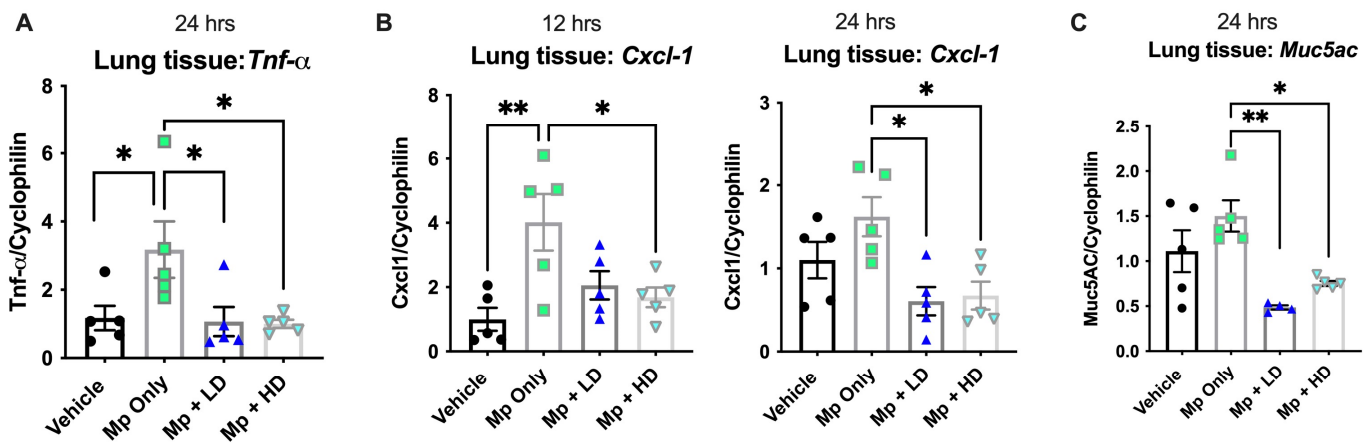 A
24 hrs
Lung tissue: Tnf-α
Tnf-α/Cyclophilin
8
6
4
2
0
*
*
*
Vehicle
Mp Only
Mp + LD
Mp + HD
B
12 hrs
Lung tissue: Cxcl-1
Cxcl1/Cyclophilin
8
6
4
2
0
**
*
Vehicle
Mp Only
Mp + LD
Mp + HD
24 hrs
Lung tissue: Cxcl-1
Cxcl1/Cyclophilin
3
2
1
0
*
*
Vehicle
Mp Only
Mp + LD
Mp + HD
C
24 hrs
Lung tissue: Muc5ac
Muc5AC/Cyclophilin
2.5
2.0
1.5
1.0
0.5
0.0
*
**
Vehicle
Mp Only
Mp + LD
Mp + HD